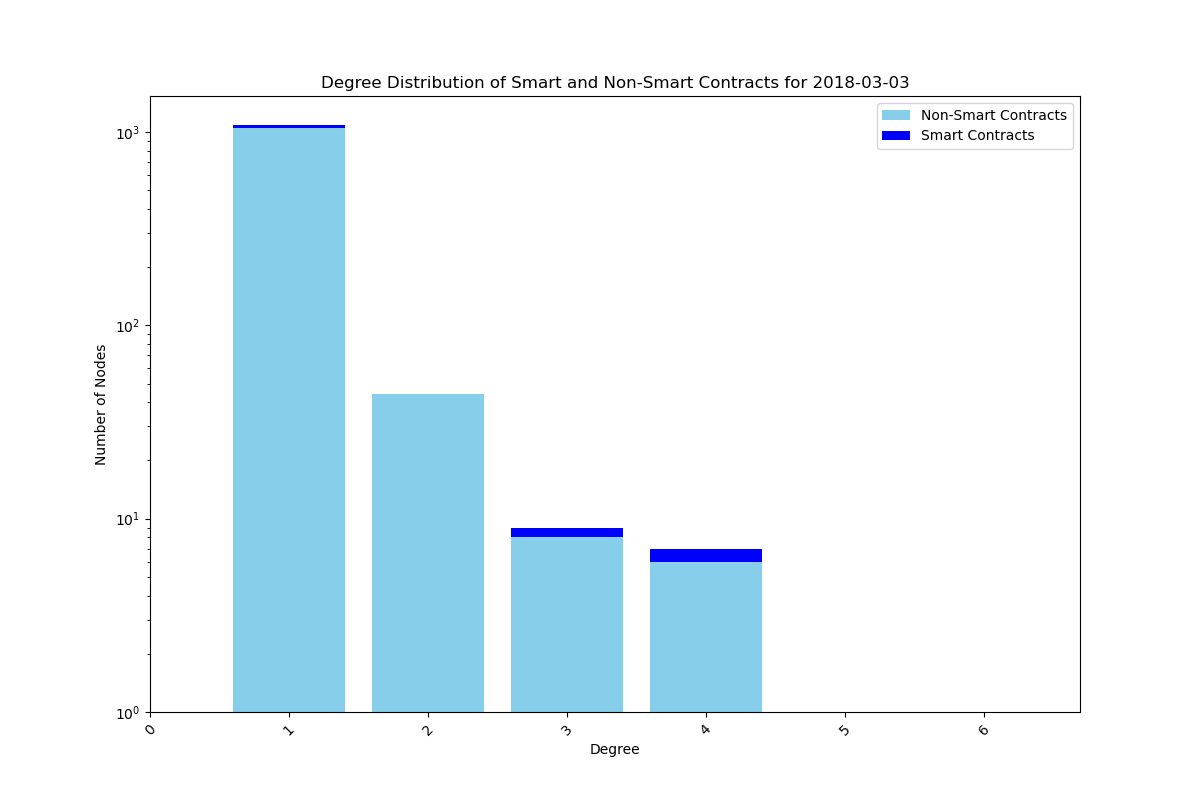 Degree Distribution of Smart and Non-Smart Contracts for 2018-03-03
Non-Smart Contracts
Smart Contracts
Number of Nodes
10³
10²
10¹
10⁰
0
1
2
3
4
5
6
Degree